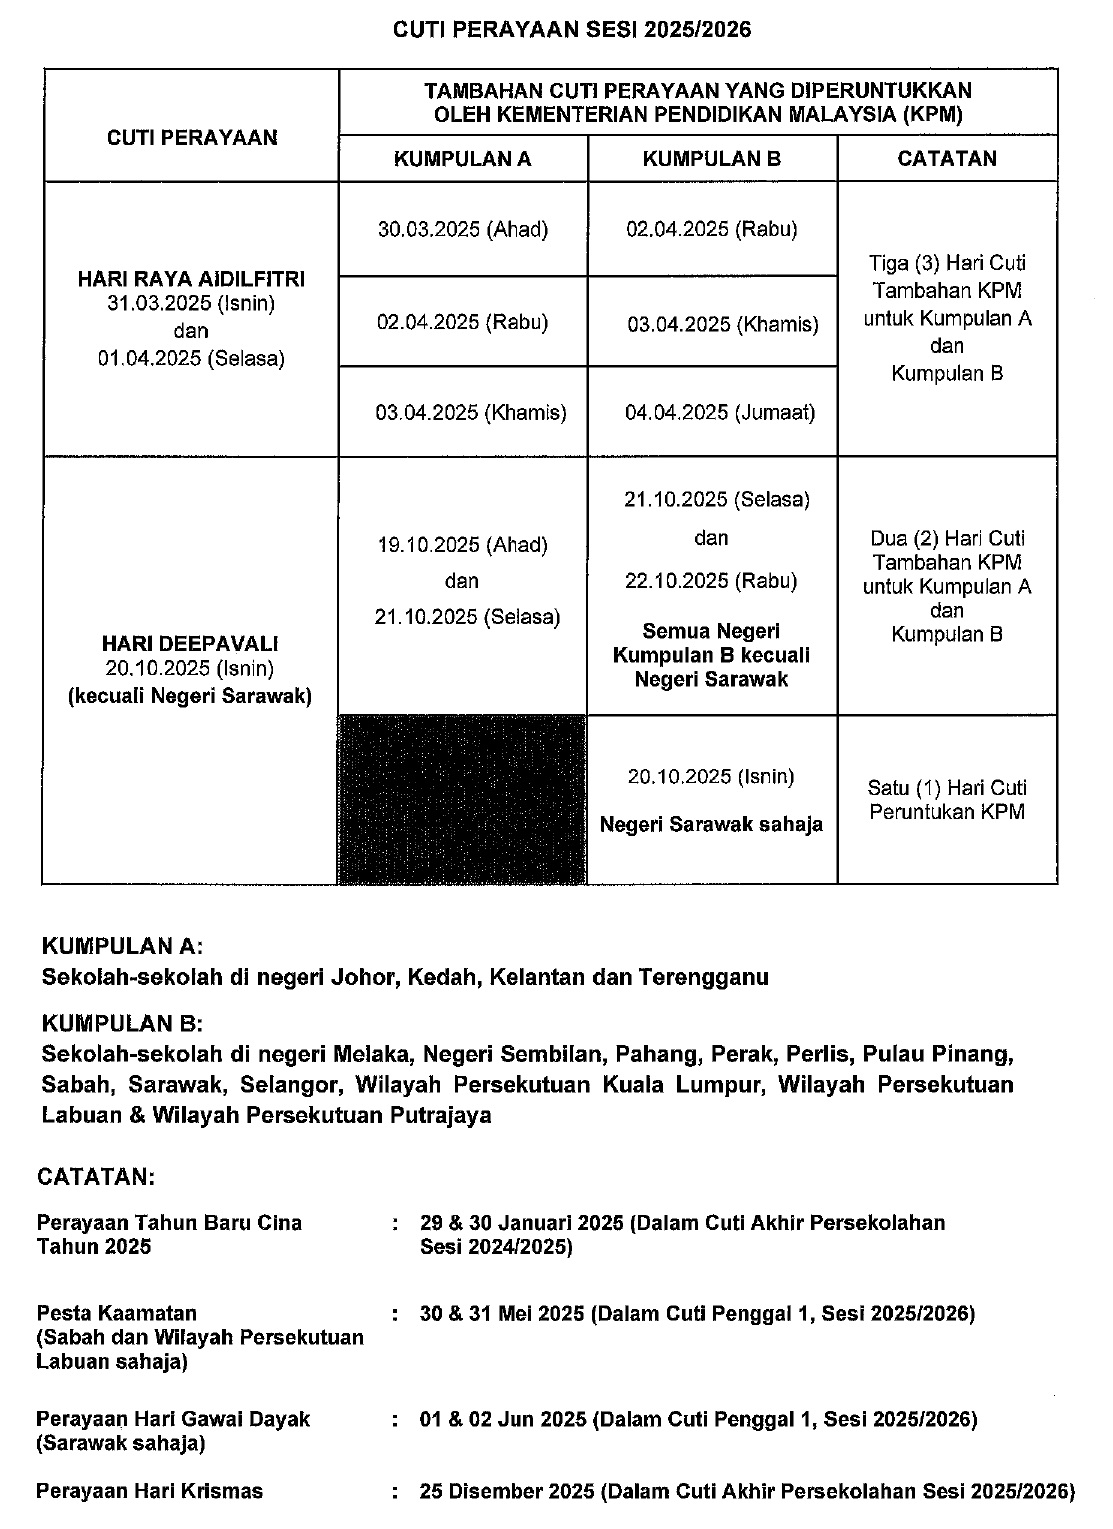 CUTI PERAYAAN SESI 2025/2026
CUTI PERAYAAN
TAMBAHAN CUTI PERAYAAN YANG DIPERUNTUKKAN
OLEH KEMENTERIAN PENDIDIKAN MALAYSIA (KPM)
KUMPULAN A
KUMPULAN B
CATATAN
HARI RAYA AIDILFITRI
31.03.2025 (Isnin)
dan
01.04.2025 (Selasa)
30.03.2025 (Ahad)
02.04.2025 (Rabu)
02.04.2025 (Rabu)
03.04.2025 (Khamis)
03.04.2025 (Khamis)
04.04.2025 (Jumaat)
Tiga (3) Hari Cuti
Tambahan KPM
untuk Kumpulan A
dan
Kumpulan B
HARI DEEPAVALI
20.10.2025 (Isnin)
(kecuali Negeri Sarawak)
19.10.2025 (Ahad)
dan
21.10.2025 (Selasa)
21.10.2025 (Selasa)
dan
22.10.2025 (Rabu)
Semua Negeri
Kumpulan B kecuali
Negeri Sarawak
Dua (2) Hari Cuti
Tambahan KPM
untuk Kumpulan A
dan
Kumpulan B
20.10.2025 (Isnin)
Negeri Sarawak sahaja
Satu (1) Hari Cuti
Peruntukan KPM
KUMPULAN A:
Sekolah-sekolah di negeri Johor, Kedah, Kelantan dan Terengganu
KUMPULAN B:
Sekolah-sekolah di negeri Melaka, Negeri Sembilan, Pahang, Perak, Perlis, Pulau Pinang,
Sabah, Sarawak, Selangor, Wilayah Persekutuan Kuala Lumpur, Wilayah Persekutuan
Labuan & Wilayah Persekutuan Putrajaya
CATATAN:
Perayaan Tahun Baru Cina : 29 & 30 Januari 2025 (Dalam Cuti Akhir Persekolahan
Tahun 2025 Sesi 2024/2025)
Pesta Kaamatan : 30 & 31 Mei 2025 (Dalam Cuti Penggal 1, Sesi 2025/2026)
(Sabah dan Wilayah Persekutuan
Labuan sahaja)
Perayaan Hari Gawai Dayak : 01 & 02 Jun 2025 (Dalam Cuti Penggal 1, Sesi 2025/2026)
(Sarawak sahaja)
Perayaan Hari Krismas : 25 Disember 2025 (Dalam Cuti Akhir Persekolahan Sesi 2025/2026)